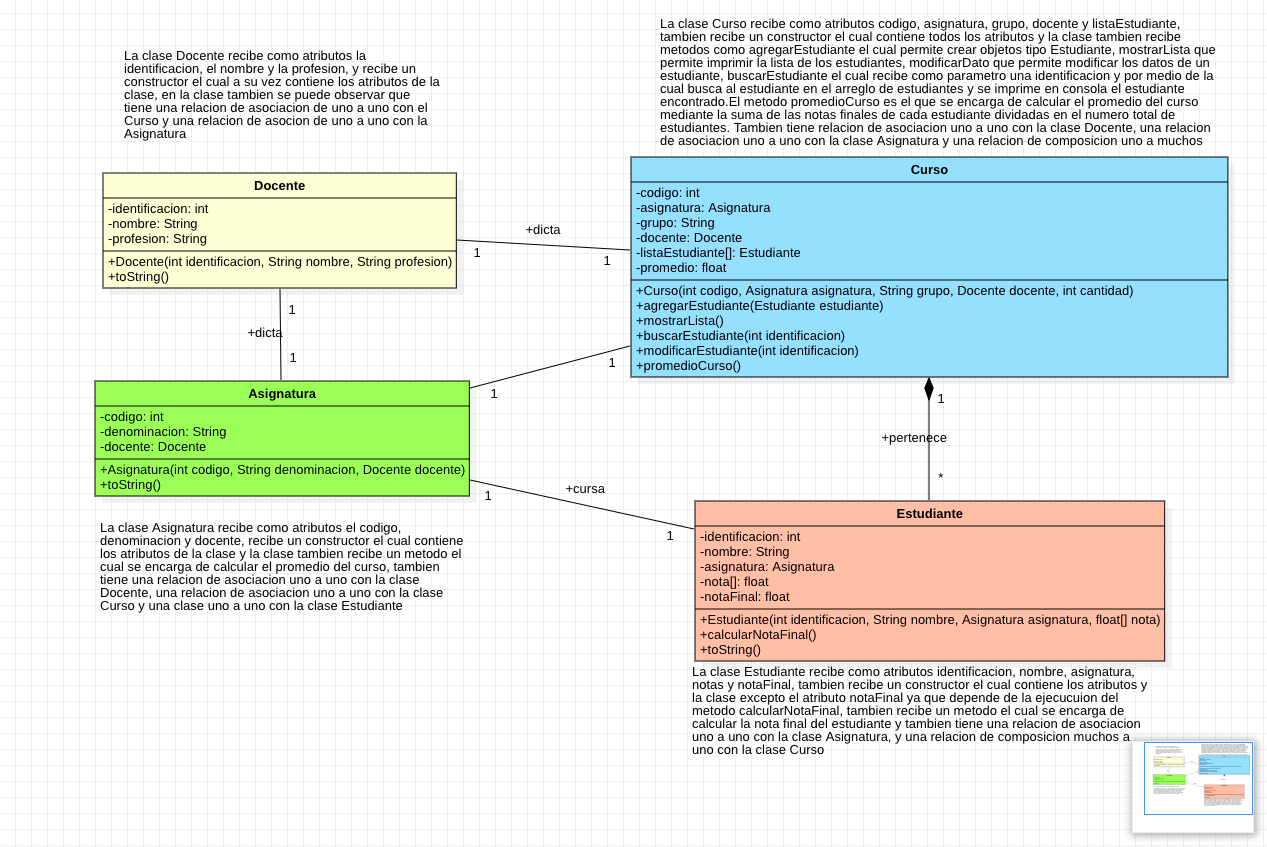 La clase Docente recibe como atributos la
identificacion, el nombre y la profesion, y recibe un
constructor el cual a su vez contiene los atributos de la
clase, en la clase tambien se puede observar que
tiene una relacion de asociacion de uno a uno con el
Curso y una relacion de asocion de uno a uno con la
Asignatura
La clase Curso recibe como atributos codigo, asignatura, grupo, docente y listaEstudiante,
tambien recibe un constructor el cual contiene todos los atributos y la clase tambien recibe
metodos como agregarEstudiante el cual permite crear objetos tipo Estudiante, mostrarLista que
permite imprimir la lista de los estudiantes, modificarDato que permite modificar los datos de un
estudiante, buscarEstudiante el cual recibe como parametro una identificacion y por medio de la
cual busca al estudiante en el arreglo de estudiantes y se imprime en consola el estudiante
encontrado.El metodo promedioCurso es el que se encarga de calcular el promedio del curso
mediante la suma de las notas finales de cada estudiante dividadas en el numero total de
estudiantes. Tambien tiene relacion de asociacion uno a uno con la clase Docente, una relacion
de asociacion uno a uno con la clase Asignatura y una relacion de composicion uno a muchos
Docente
-identificacion: int
-nombre: String
-profesion: String
+Docente(int identificacion, String nombre, String profesion)
+toString()
+dicta
1
1
Curso
-codigo: int
-asignatura: Asignatura
-grupo: String
-docente: Docente
-listaEstudiante[]: Estudiante
-promedio: float
+Curso(int codigo, Asignatura asignatura, String grupo, Docente docente, int cantidad)
+agregarEstudiante(Estudiante estudiante)
+mostrarLista()
+buscarEstudiante(int identificacion)
+modificarEstudiante(int identificacion)
+promedioCurso()
1
+dicta
1
1
1
Asignatura
-codigo: int
-denominacion: String
-docente: Docente
+Asignatura(int codigo, String denominacion, Docente docente)
+toString()
1
+pertenece
*
1
+cursa
1
Estudiante
-identificacion: int
-nombre: String
-asignatura: Asignatura
-nota[]: float
-notaFinal: float
+Estudiante(int identificacion, String nombre, Asignatura asignatura, float[] nota)
+calcularNotaFinal()
+toString()
La clase Asignatura recibe como atributos el codigo,
denominacion y docente, recibe un constructor el cual contiene
los atributos de la clase y la clase tambien recibe un metodo el
cual se encarga de calcular el promedio del curso, tambien
tiene una relacion de asociacion uno a uno con la clase
Docente, una relacion de asociacion uno a uno con la clase
Curso y una clase uno a uno con la clase Estudiante
La clase Estudiante recibe como atributos identificacion, nombre, asignatura,
notas y notaFinal, tambien recibe un constructor el cual contiene los atributos y
la clase excepto el atributo notaFinal ya que depende de la ejecucuion del
metodo calcularNotaFinal, tambien recibe un metodo el cual se encarga de
calcular la nota final del estudiante y tambien tiene una relacion de asociacion
uno a uno con la clase Asignatura, y una relacion de composicion muchos a
uno con la clase Curso